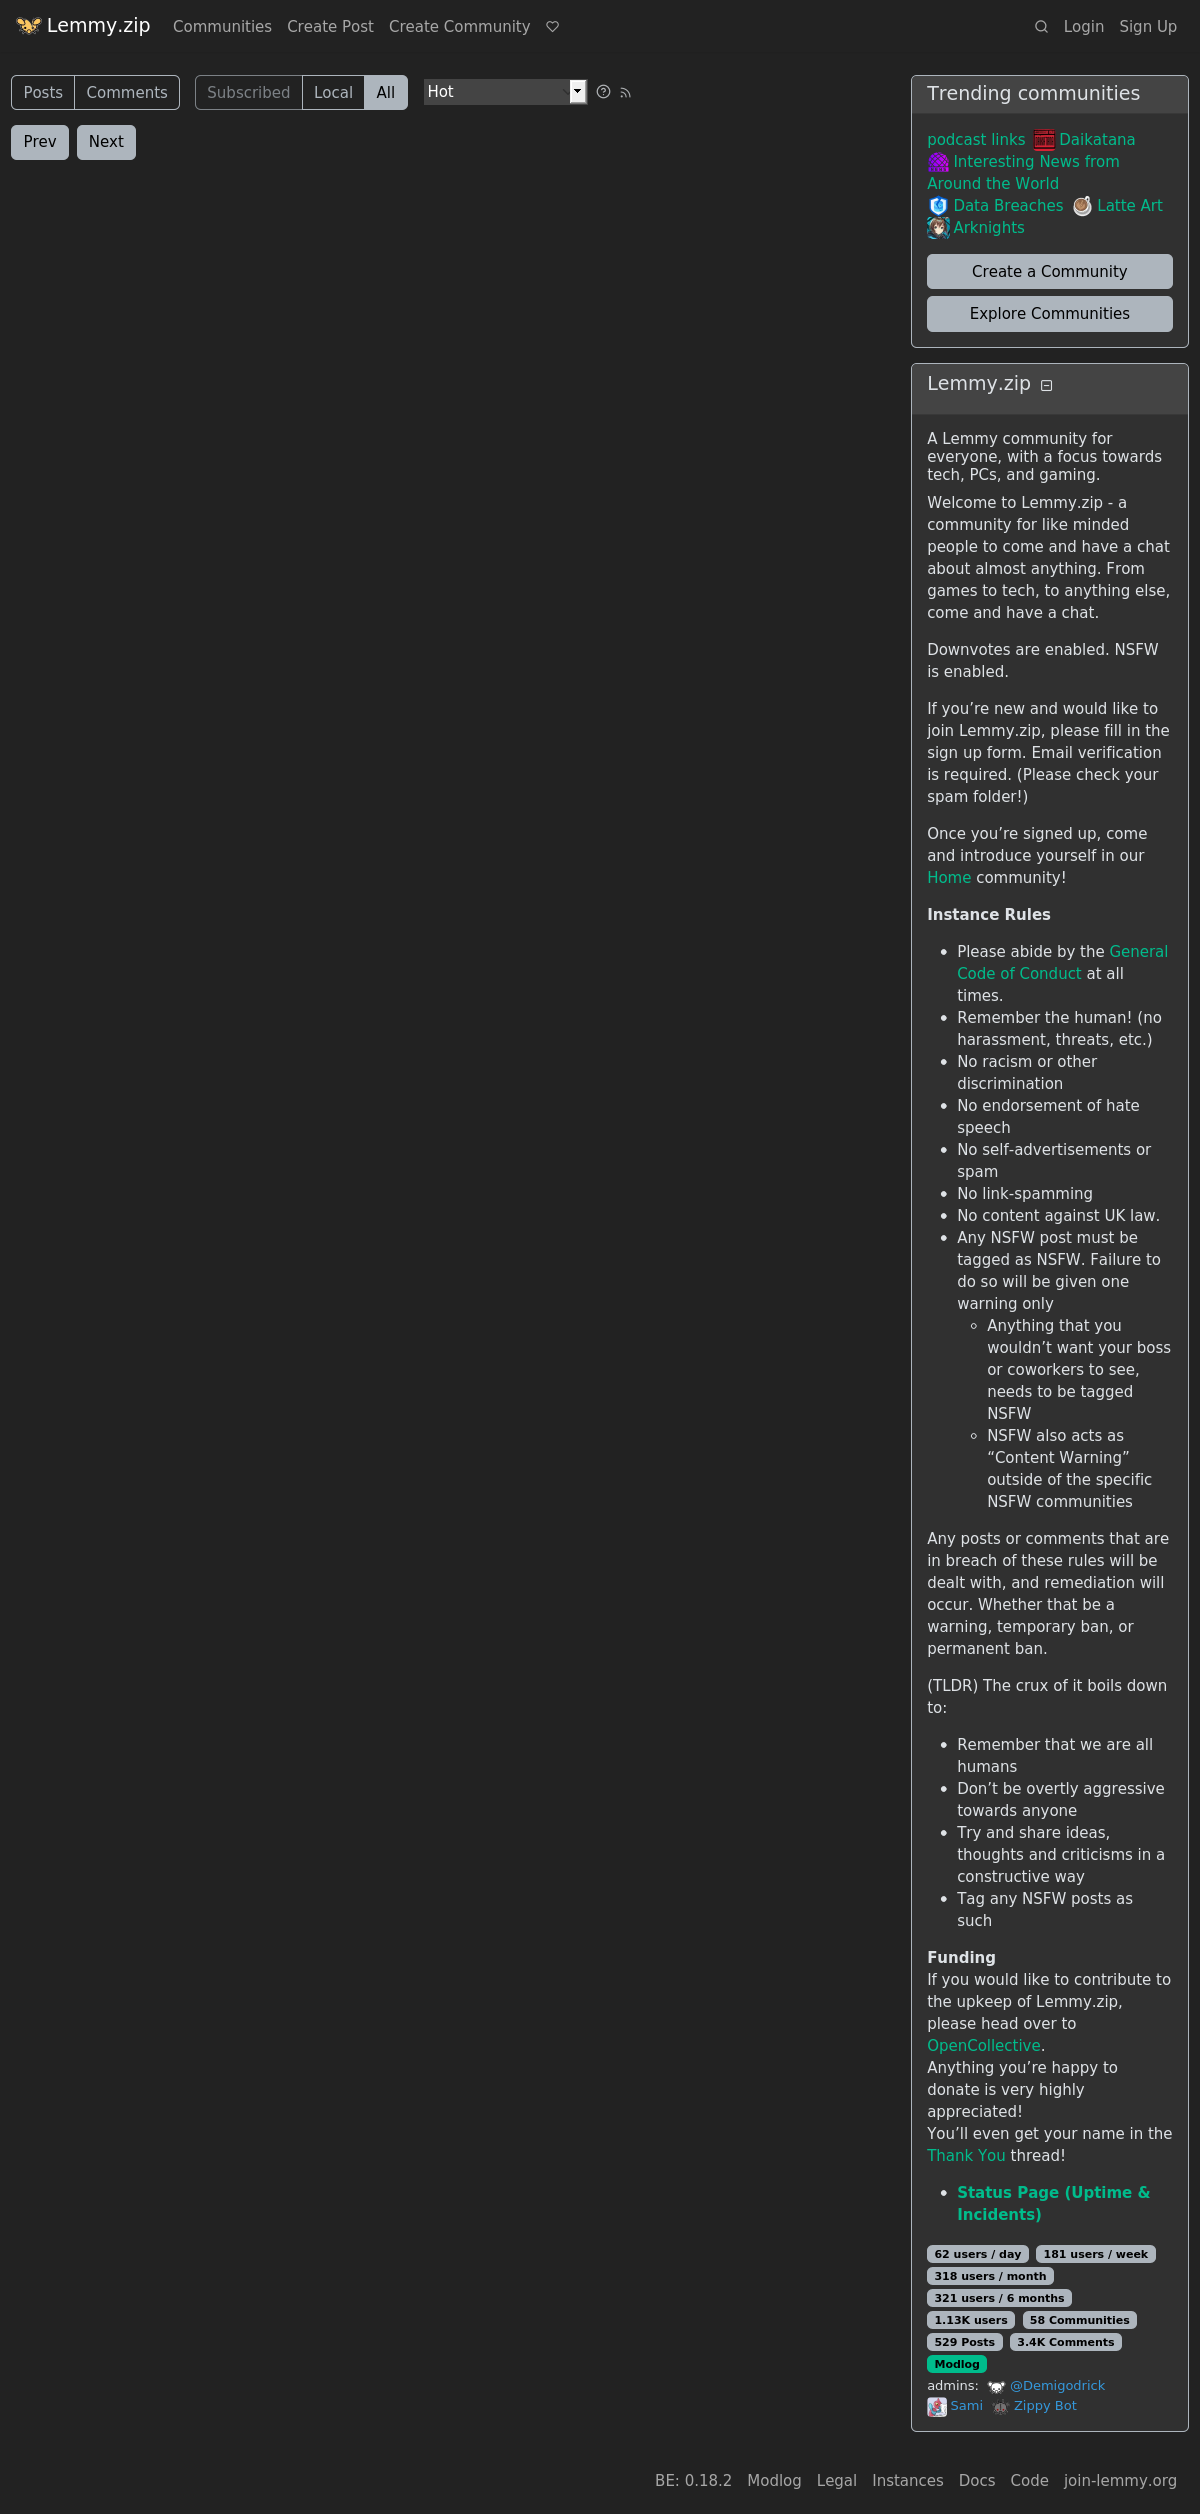 Lemmy.zip Communities Create Post Create Community Login Sign Up
Posts Comments Subscribed Local All Hot
Prev Next
Trending communities
podcast links Daikatana
Interesting News from
Around the World
Data Breaches Latte Art
Arknights
Create a Community
Explore Communities
Lemmy.zip
A Lemmy community for
everyone, with a focus towards
tech, PCs, and gaming.
Welcome to Lemmy.zip - a
community for like minded
people to come and have a chat
about almost anything. From
games to tech, to anything else,
come and have a chat.
Downvotes are enabled. NSFW
is enabled.
If you’re new and would like to
join Lemmy.zip, please fill in the
sign up form. Email verification
is required. (Please check your
spam folder!)
Once you’re signed up, come
and introduce yourself in our
Home community!
Instance Rules
• Please abide by the General
Code of Conduct at all
times.
• Remember the human! (no
harassment, threats, etc.)
• No racism or other
discrimination
• No endorsement of hate
speech
• No self-advertisements or
spam
• No link-spamming
• No content against UK law.
• Any NSFW post must be
tagged as NSFW. Failure to
do so will be given one
warning only
◦ Anything that you
wouldn’t want your boss
or coworkers to see,
needs to be tagged
NSFW
◦ NSFW also acts as
“Content Warning”
outside of the specific
NSFW communities
Any posts or comments that are
in breach of these rules will be
dealt with, and remediation will
occur. Whether that be a
warning, temporary ban, or
permanent ban.
(TLDR) The crux of it boils down
to:
• Remember that we are all
humans
• Don’t be overtly aggressive
towards anyone
• Try and share ideas,
thoughts and criticisms in a
constructive way
• Tag any NSFW posts as
such
Funding
If you would like to contribute to
the upkeep of Lemmy.zip,
please head over to
OpenCollective.
Anything you’re happy to
donate is very highly
appreciated!
You’ll even get your name in the
Thank You thread!
• Status Page (Uptime &
Incidents)
62 users / day 181 users / week
318 users / month
321 users / 6 months
1.13K users 58 Communities
529 Posts 3.4K Comments
Modlog
admins: @Demigodrick
Sami Zippy Bot
BE: 0.18.2 Modlog Legal Instances Docs Code join-lemmy.org